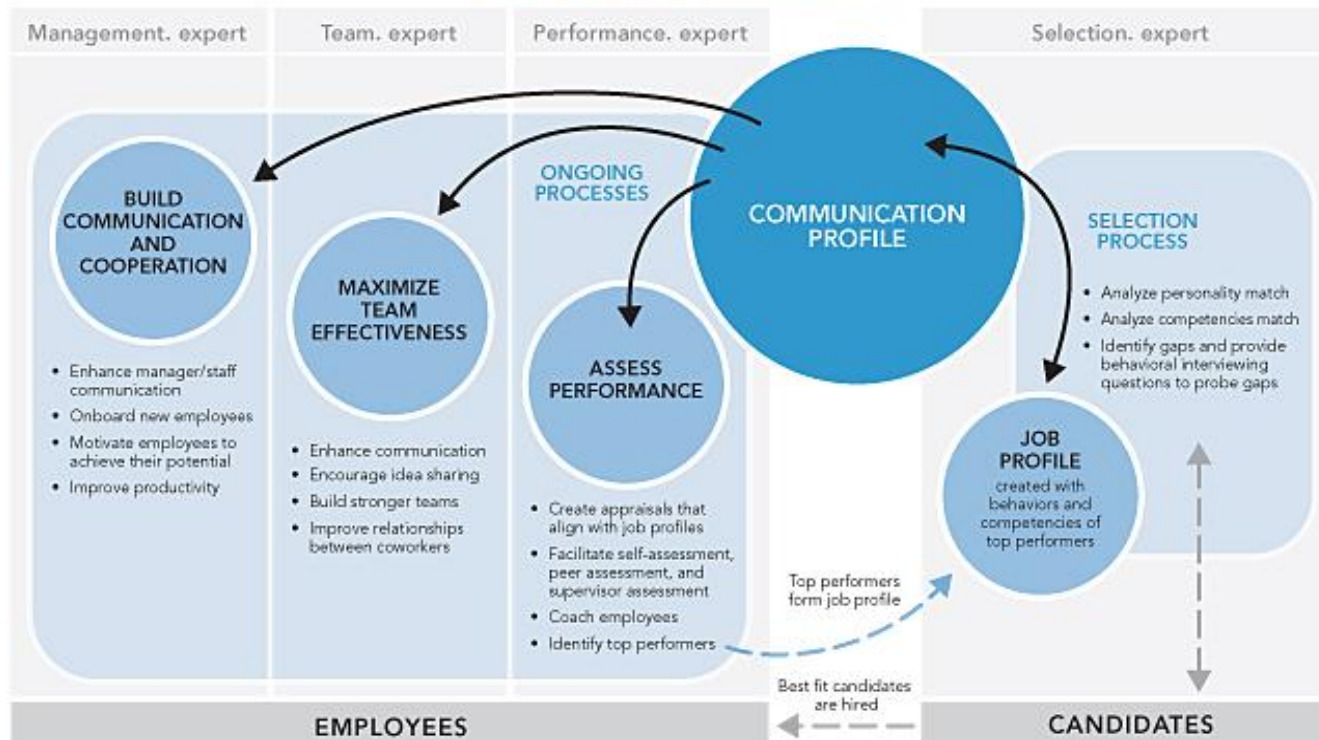 Management. expert
Team. expert
Performance. expert
Selection. expert
BUILD
COMMUNICATION
AND
COOPERATION
• Enhance manager/staff
communication
• Onboard new employees
• Motivate employees to
achieve their potential
• Improve productivity
MAXIMIZE
TEAM
EFFECTIVENESS
• Enhance communication
• Encourage idea sharing
• Build stronger teams
• Improve relationships
between coworkers
ONGOING
PROCESSES
ASSESS
PERFORMANCE
• Create appraisals that
align with job profiles
• Facilitate self-assessment,
peer assessment, and
supervisor assessment
• Coach employees
• Identify top performers
COMMUNICATION
PROFILE
SELECTION
PROCESS
• Analyze personality match
• Analyze competencies match
• Identify gaps and provide
behavioral interviewing
questions to probe gaps
JOB
PROFILE
created with
behaviors and
competencies of
top performers
Top performers
form job profile
Best fit candidates
are hired
EMPLOYEES
CANDIDATES